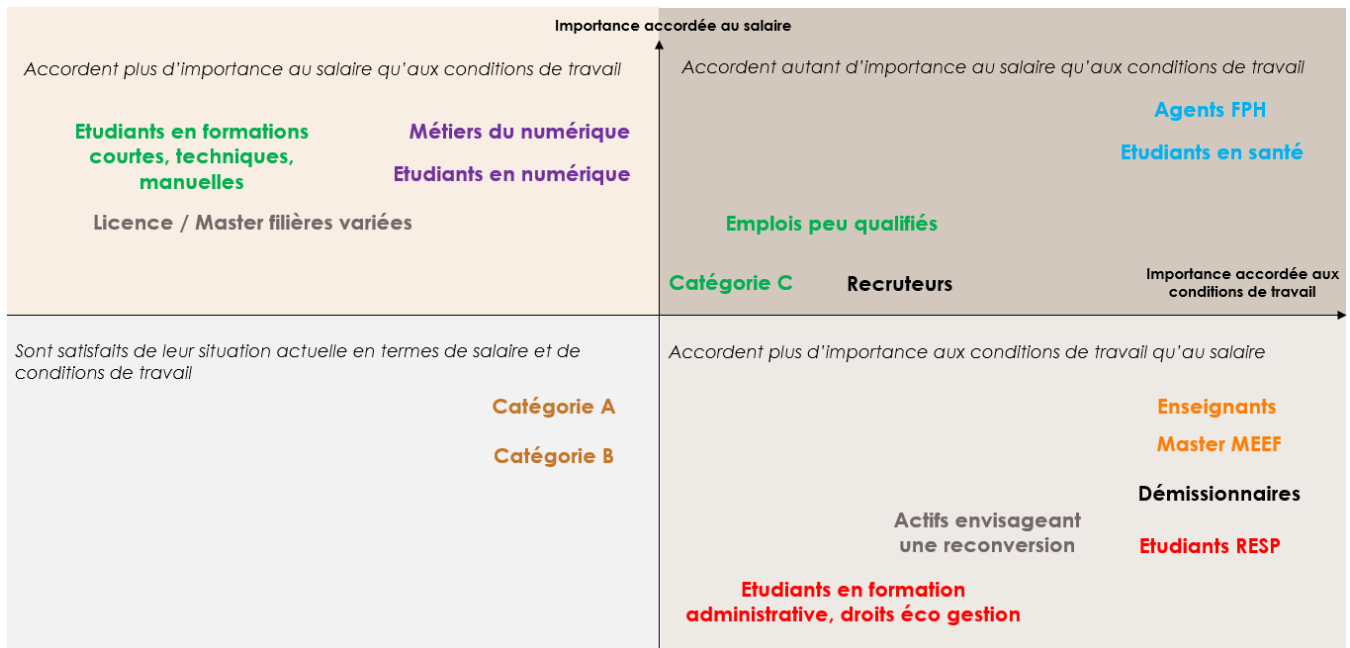 Importance accordée au salaire
Accordent plus d'importance au salaire qu'aux conditions de travail
Etudiants en formations
courtes, techniques,
manuelles
Métiers du numérique
Etudiants en numérique
Licence / Master filières variées
Accordent autant d'importance au salaire qu'aux conditions de travail
Agents FPH
Etudiants en santé
Emplois peu qualifiés
Catégorie C
Recruteurs
Importance accordée aux
conditions de travail
Sont satisfaits de leur situation actuelle en termes de salaire et de
conditions de travail
Catégorie A
Catégorie B
Accordent plus d'importance aux conditions de travail qu'au salaire
Enseignants
Master MEEF
Démissionnaires
Actifs envisageant
une reconversion
Etudiants RESP
Etudiants en formation
administrative, droits éco gestion